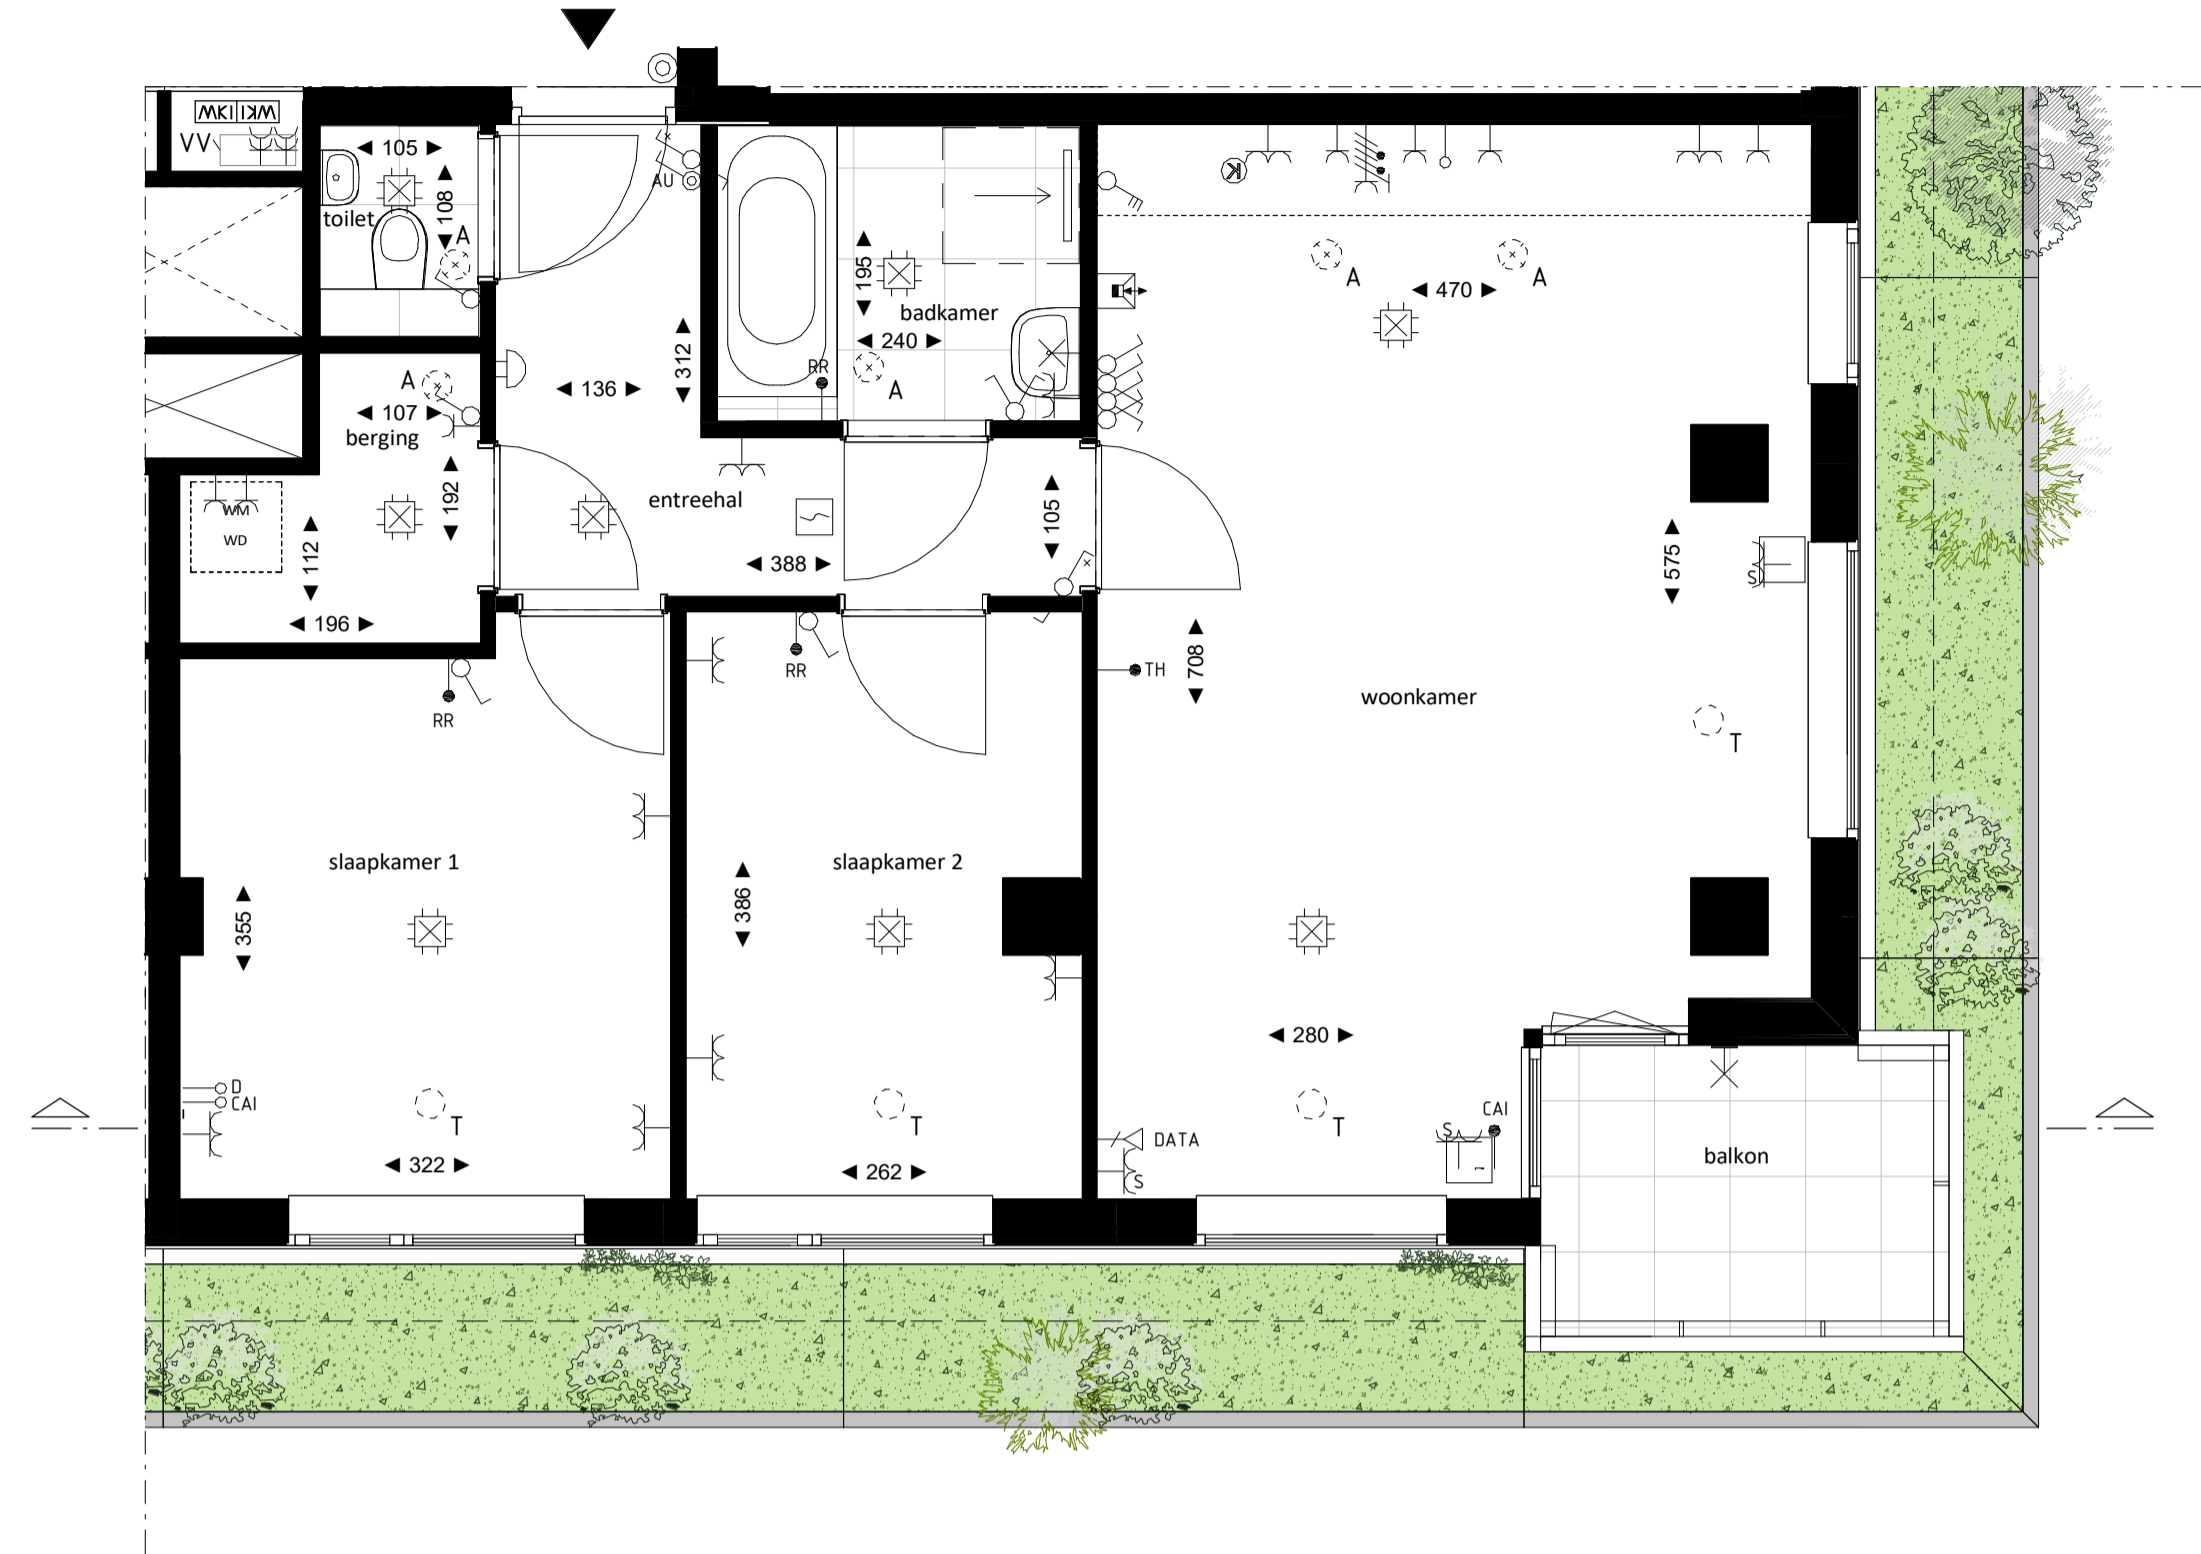 WKI KW
VV
105
108
toilet
A
AU
195
badkamer
240
RR
A
A
A
470
312
136
A
107
berging
192
WM
WD
112
196
entreehal
388
105
575
S
708
TH
woonkamer
T
RR
RR
slaapkamer 1
slaapkamer 2
355
386
280
D
CAI
T
T
T
322
262
DATA
S
CAI
S
balkon